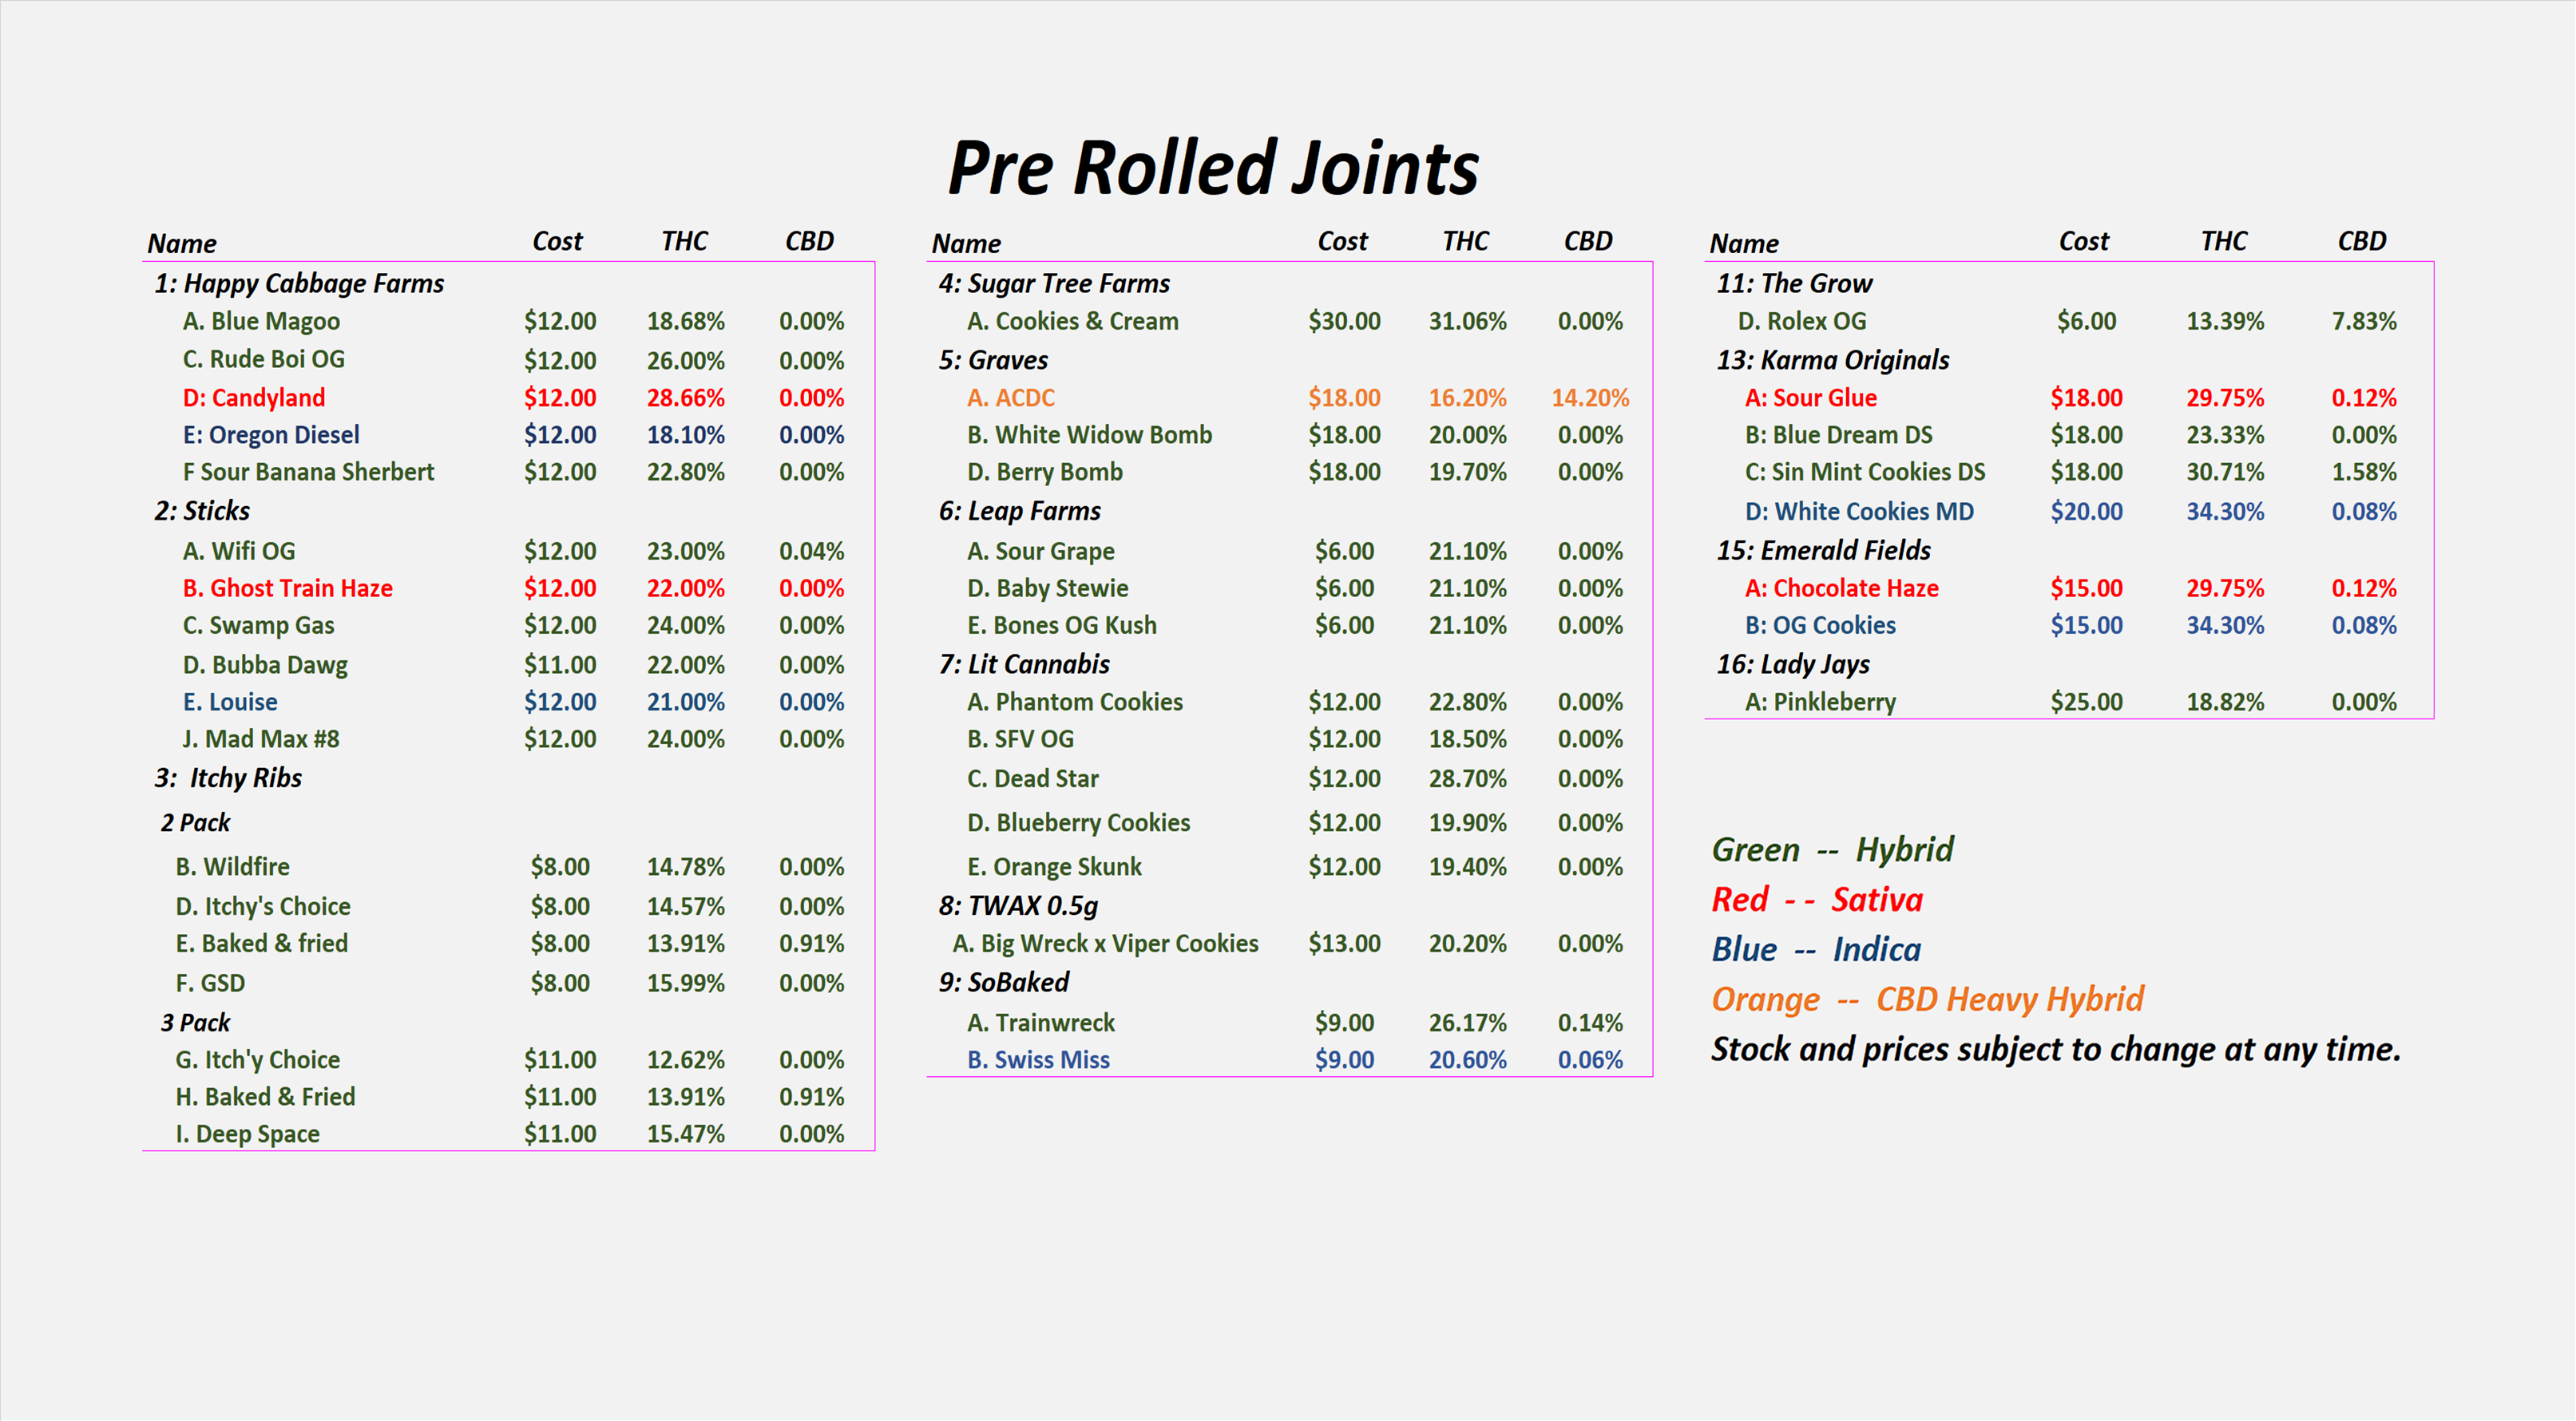 Pre Rolled Joints
Name Cost THC CBD
1: Happy Cabbage Farms
A. Blue Magoo $12.00 18.68% 0.00%
C. Rude Boi OG $12.00 26.00% 0.00%
D: Candyland $12.00 28.66% 0.00%
E: Oregon Diesel $12.00 18.10% 0.00%
F Sour Banana Sherbert $12.00 22.80% 0.00%
2: Sticks
A. Wifi OG $12.00 23.00% 0.04%
B. Ghost Train Haze $12.00 22.00% 0.00%
C. Swamp Gas $12.00 24.00% 0.00%
D. Bubba Dawg $11.00 22.00% 0.00%
E. Louise $12.00 21.00% 0.00%
J. Mad Max #8 $12.00 24.00% 0.00%
3: Itchy Ribs
2 Pack
B. Wildfire $8.00 14.78% 0.00%
D. Itchy's Choice $8.00 14.57% 0.00%
E. Baked & fried $8.00 13.91% 0.91%
F. GSD $8.00 15.99% 0.00%
3 Pack
G. Itch'y Choice $11.00 12.62% 0.00%
H. Baked & Fried $11.00 13.91% 0.91%
I. Deep Space $11.00 15.47% 0.00%
Name Cost THC CBD
4: Sugar Tree Farms
A. Cookies & Cream $30.00 31.06% 0.00%
5: Graves
A. ACDC $18.00 16.20% 14.20%
B. White Widow Bomb $18.00 20.00% 0.00%
D. Berry Bomb $18.00 19.70% 0.00%
6: Leap Farms
A. Sour Grape $6.00 21.10% 0.00%
D. Baby Stewie $6.00 21.10% 0.00%
E. Bones OG Kush $6.00 21.10% 0.00%
7: Lit Cannabis
A. Phantom Cookies $12.00 22.80% 0.00%
B. SFV OG $12.00 18.50% 0.00%
C. Dead Star $12.00 28.70% 0.00%
D. Blueberry Cookies $12.00 19.90% 0.00%
E. Orange Skunk $12.00 19.40% 0.00%
8: TWAX 0.5g
A. Big Wreck x Viper Cookies $13.00 20.20% 0.00%
9: SoBaked
A. Trainwreck $9.00 26.17% 0.14%
B. Swiss Miss $9.00 20.60% 0.06%
Name Cost THC CBD
11: The Grow
D. Rolex OG $6.00 13.39% 7.83%
13: Karma Originals
A: Sour Glue $18.00 29.75% 0.12%
B: Blue Dream DS $18.00 23.33% 0.00%
C: Sin Mint Cookies DS $18.00 30.71% 1.58%
D: White Cookies MD $20.00 34.30% 0.08%
15: Emerald Fields
A: Chocolate Haze $15.00 29.75% 0.12%
B: OG Cookies $15.00 34.30% 0.08%
16: Lady Jays
A: Pinkleberry $25.00 18.82% 0.00%
Green -- Hybrid
Red - - Sativa
Blue -- Indica
Orange -- CBD Heavy Hybrid
Stock and prices subject to change at any time.